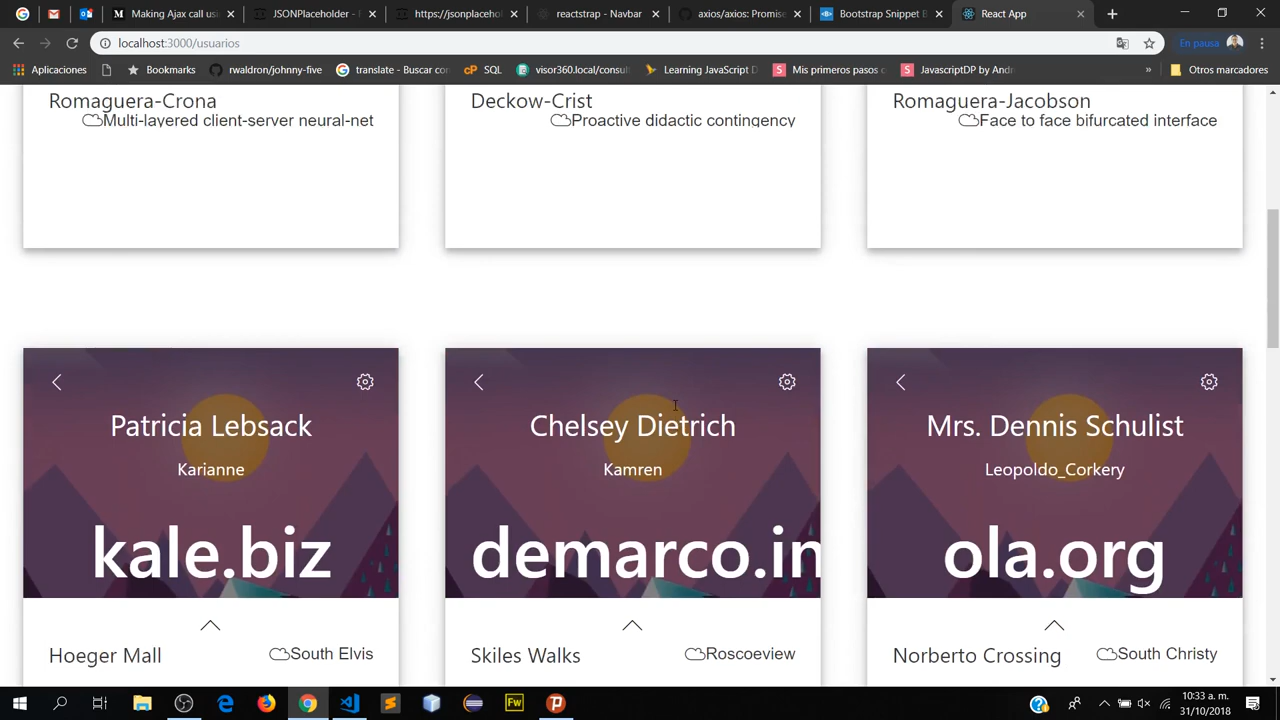 Making Ajax call usin
JSONPlaceholder - F
https://jsonplacehol
reactstrap - Navbar
axios/axios: Promise
Bootstrap Snippet B
React App
localhost:3000/usuarios
En pausa
Aplicaciones
Bookmarks
rwaldron/johnny-five
translate - Buscar con
SQL
visor360.local/consult
Learning JavaScript D
Mis primeros pasos c
JavascriptDP by Andr
»
Otros marcadores
Romaguera-Crona
Multi-layered client-server neural-net
Deckow-Crist
Proactive didactic contingency
Romaguera-Jacobson
Face to face bifurcated interface
Patricia Lebsack
Karianne
kale.biz
Hoeger Mall
South Elvis
Chelsey Dietrich
Kamren
demarco.in
Skiles Walks
Roscoeview
Mrs. Dennis Schulist
Leopoldo_Corkery
ola.org
Norberto Crossing
South Christy
Fw
10:33 a. m.
31/10/2018